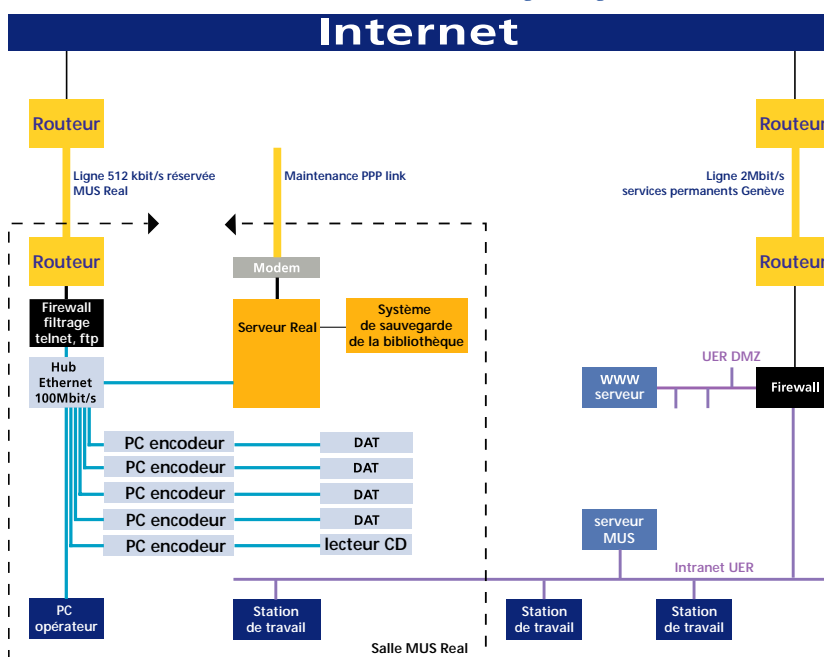 Internet
Routeur
Routeur
Ligne 512 kbit/s réservée
MUS Real
Maintenance PPP link
Ligne 2Mbit/s
services permanents Genève
Routeur
Modem
Routeur
Firewall
filtrage
telnet, ftp
Serveur Real
Système
de sauvegarde
de la bibliothèque
Hub
Ethernet
100Mbit/s
UER DMZ
WWW
serveur
Firewall
PC encodeur
DAT
PC encodeur
DAT
PC encodeur
DAT
PC encodeur
DAT
PC encodeur
lecteur CD
serveur
MUS
Intranet UER
PC
opérateur
Station
de travail
Station
de travail
Station
de travail
Salle MUS Real